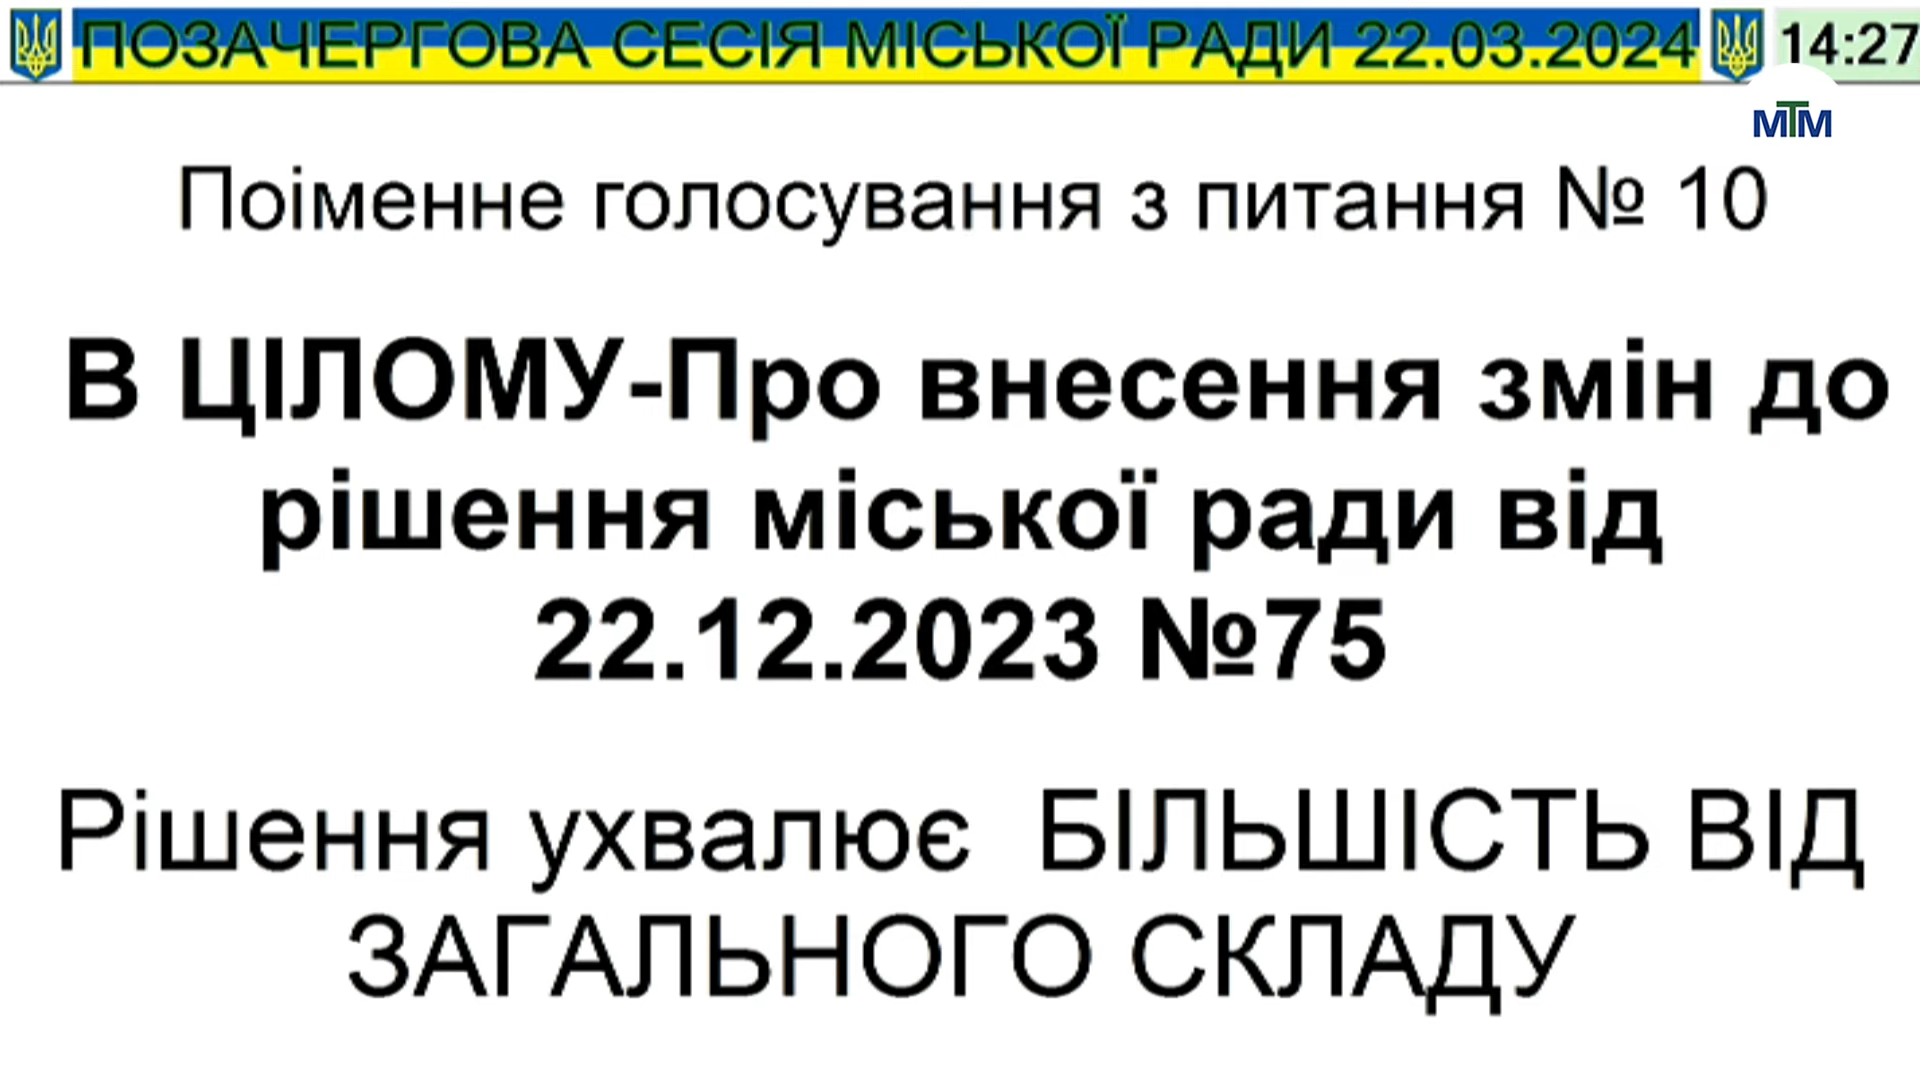 ПОЗАЧЕРГОВА СЕСІЯ МІСЬКОЇ РАДИ 22.03.2024 14:27
МТМ
Поіменне голосування з питання № 10
В ЦІЛОМУ-Про внесення змін до
рішення міської ради від
22.12.2023 №75
Рішення ухвалює БІЛЬШІСТЬ ВІД
ЗАГАЛЬНОГО СКЛАДУ